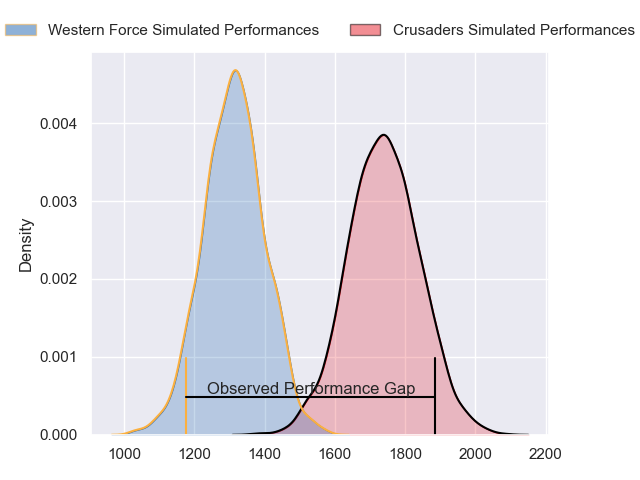 Western Force Simulated Performances Crusaders Simulated Performances
0.004
0.003
0.002
0.001
0.000
Density
Observed Performance Gap
1000 1200 1400 1600 1800 2000 2200